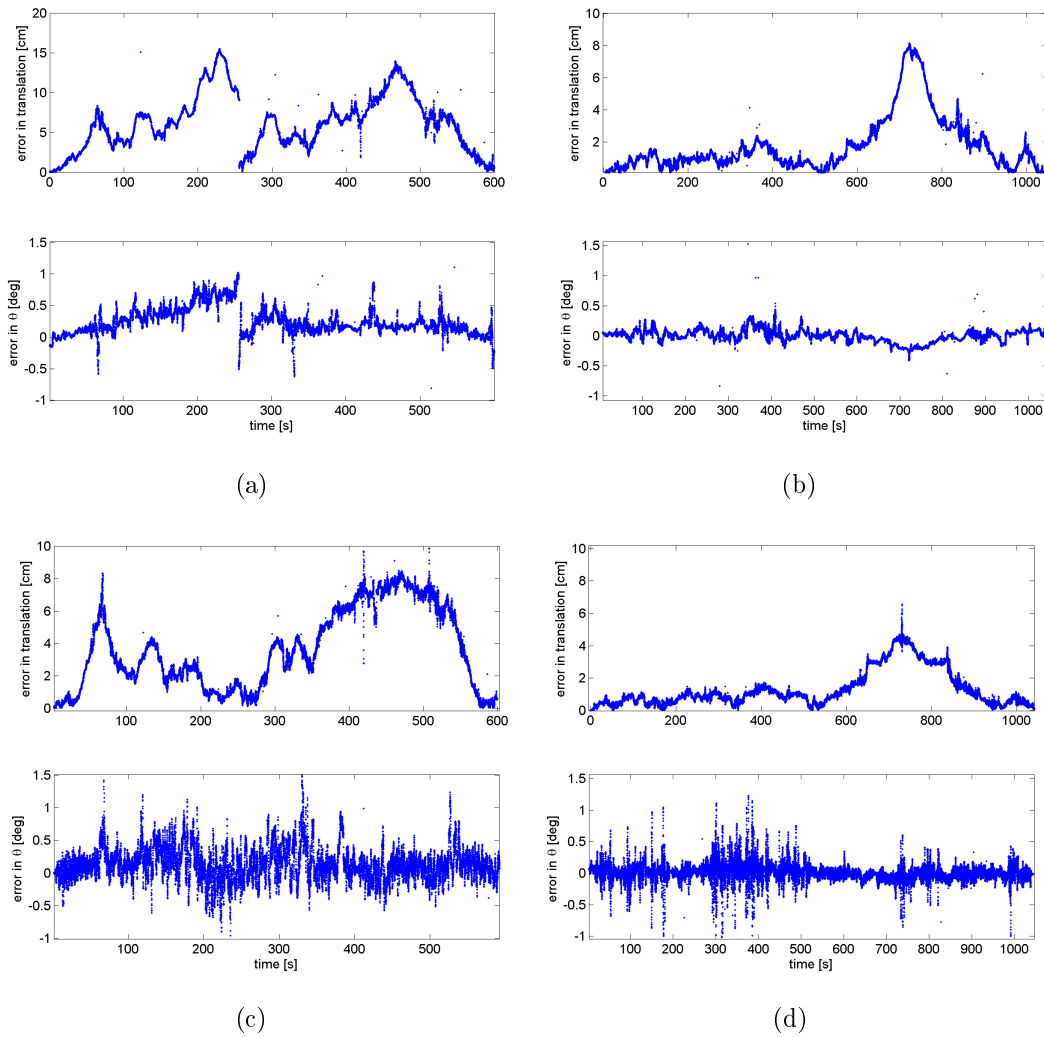 20
15
10
5
0
error in translation [cm]
0 100 200 300 400 500 600
1.5
1
0.5
0
-0.5
-1
error in θ [deg]
100 200 300 400 500
time [s]
(a)
10
8
6
4
2
error in translation [cm]
0 200 400 600 800 1000
1.5
1
0.5
0
-0.5
-1
error in θ [deg]
100 200 300 400 500 600 700 800 900 1000
time [s]
(b)
10
8
6
4
2
0
error in translation [cm]
100 200 300 400 500 600
1.5
1
0.5
0
-0.5
-1
error in θ [deg]
100 200 300 400 500
time [s]
(c)
10
8
6
4
2
0
error in translation [cm]
0 200 400 600 800 1000
1.5
1
0.5
0
-0.5
-1
error in θ [deg]
100 200 300 400 500 600 700 800 900 1000
time [s]
(d)